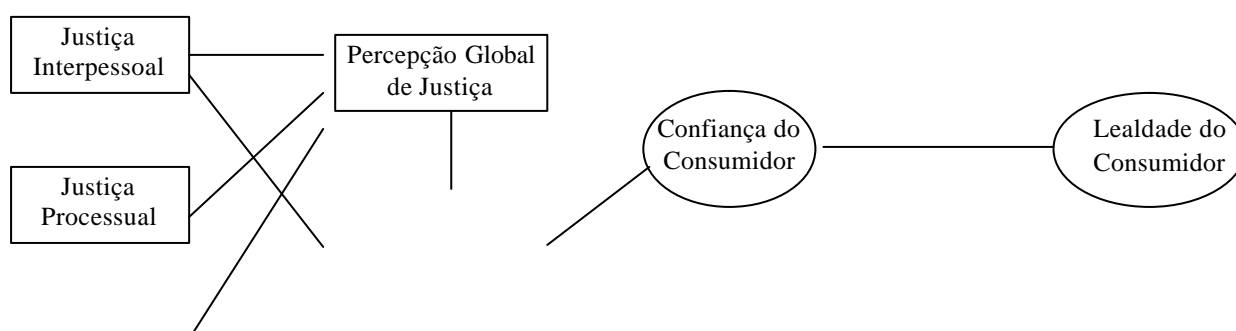 Justiça
Interpessoal
Percepção Global
de Justiça
Confiança do
Consumidor
Lealdade do
Consumidor
Justiça
Processual